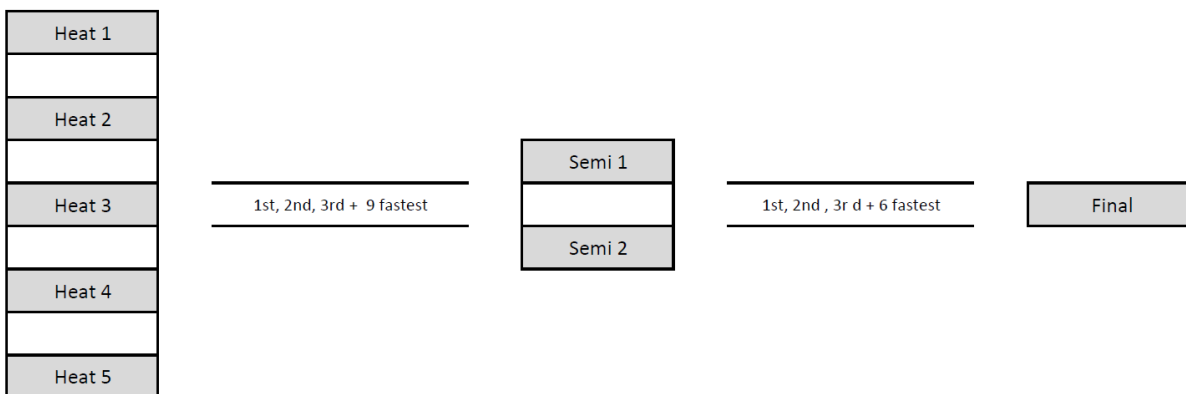 Heat 1
Heat 2
Heat 3
Heat 4
Heat 5
1st, 2nd, 3rd + 9 fastest
Semi 1
Semi 2
1st, 2nd , 3r d + 6 fastest
Final